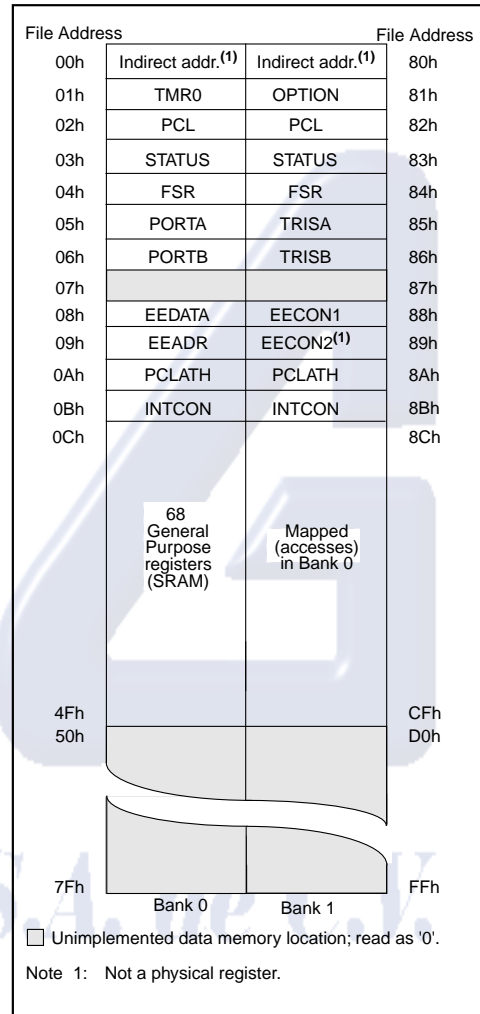 File Address File Address
00h Indirect addr.(1) Indirect addr.(1) 80h
01h TMR0 OPTION 81h
02h PCL PCL 82h
03h STATUS STATUS 83h
04h FSR FSR 84h
05h PORTA TRISA 85h
06h PORTB TRISB 86h
07h 87h
08h EEDATA EECON1 88h
09h EEADR EECON2(1) 89h
0Ah PCLATH PCLATH 8Ah
0Bh INTCON INTCON 8Bh
0Ch 8Ch
68
General
Purpose
registers
(SRAM)
Mapped
(accesses)
in Bank 0
4Fh CFh
50h D0h
7Fh FFh
Bank 0 Bank 1
S.A. de C.V.
Unimplemented data memory location; read as '0'.
Note 1: Not a physical register.